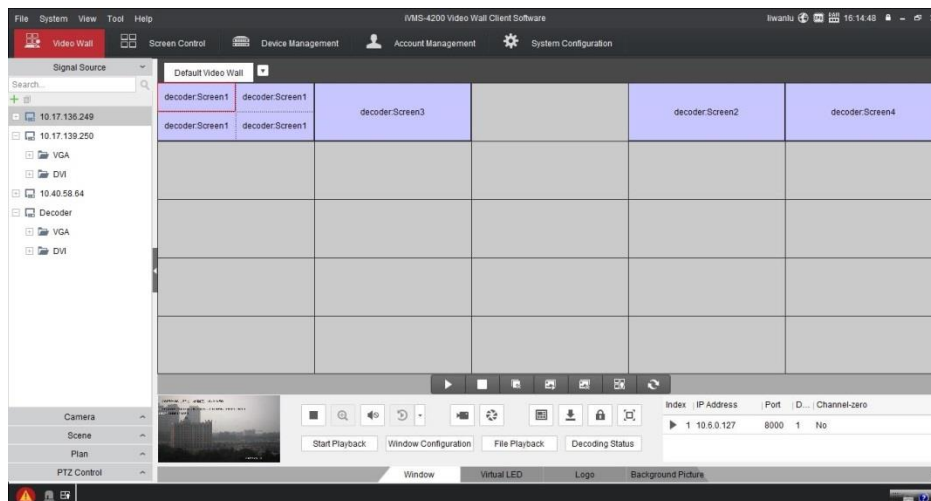 File System View Tool Help iVMS-4200 Video Wall Client Software liwanlu 16:14:48
Video Wall Screen Control Device Management Account Management System Configuration
Signal Source
Default Video Wall
Search...
decoder:Screen1 decoder:Screen1 decoder:Screen3 decoder:Screen2 decoder:Screen4
decoder:Screen1 decoder:Screen1
10.17.136.249
10.17.139.250
VGA
DVI
10.40.58.64
Decoder
VGA
DVI
Camera
Scene
Plan
PTZ Control
Index IP Address Port D... Channel-zero
1 10.6.0.127 8000 1 No
Start Playback Window Configuration File Playback Decoding Status
Window Virtual LED Logo Background Picture